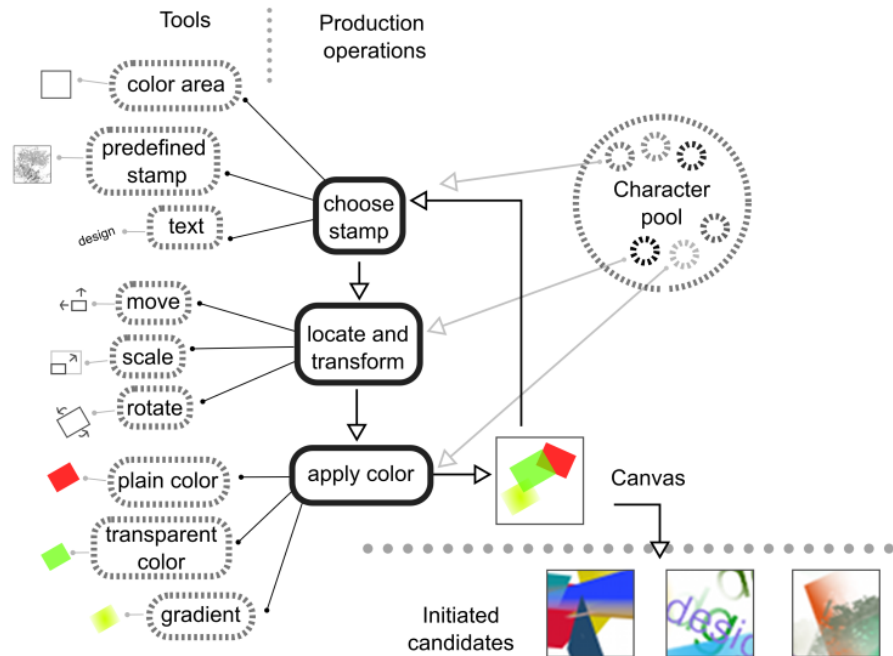 Tools
Production
operations
color area
predefined
stamp
design
text
choose
stamp
Character
pool
move
scale
rotate
locate and
transform
plain color
transparent
color
gradient
apply color
Canvas
Initiated
candidates
design